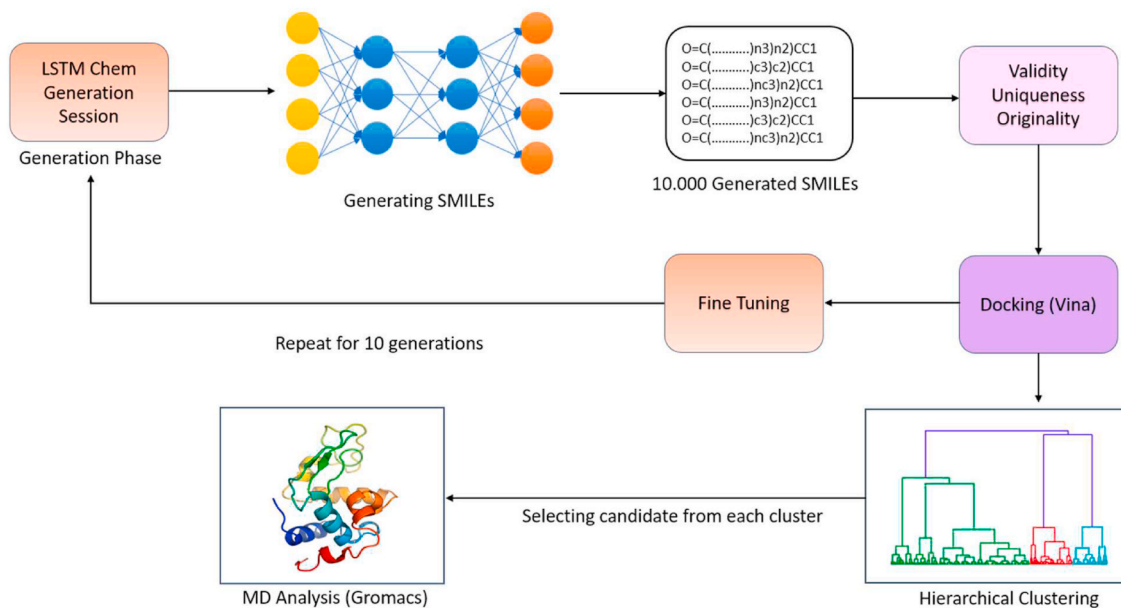 LSTM Chem
Generation
Session
Generation Phase
Generating SMILEs
O=C(...........)n3)n2)CC1
O=C(...........)c3)c2)CC1
O=C(...........)nc3)n2)CC1
O=C(...........)n3)n2)CC1
O=C(...........)c3)c2)CC1
O=C(...........)nc3)n2)CC1
10.000 Generated SMILEs
Validity
Uniqueness
Originality
Docking (Vina)
Fine Tuning
Repeat for 10 generations
Hierarchical Clustering
Selecting candidate from each cluster
MD Analysis (Gromacs)